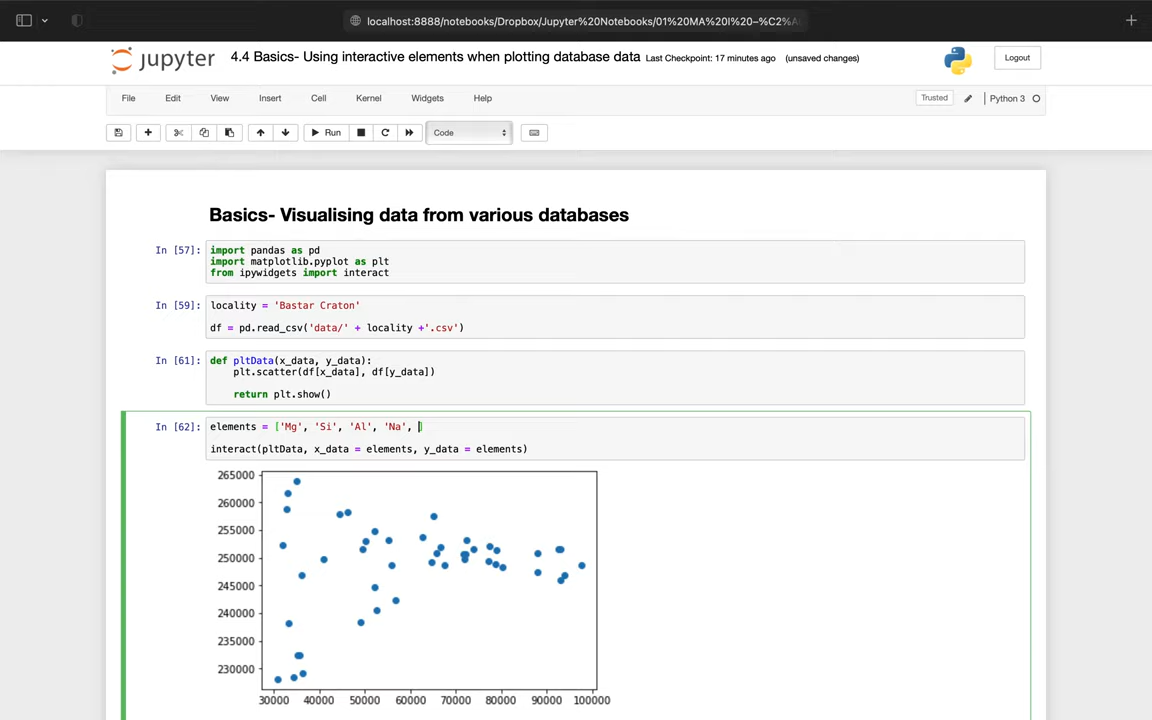 localhost:8888/notebooks/Dropbox/Jupyter%20Notebooks/01%20MA%20I%20–%C2%A
jupyter 4.4 Basics- Using interactive elements when plotting database data Last Checkpoint: 17 minutes ago (unsaved changes) Logout
File Edit View Insert Cell Kernel Widgets Help Trusted Python 3
Run Code
Basics- Visualising data from various databases
In [57]: import pandas as pd
import matplotlib.pyplot as plt
from ipywidgets import interact
In [59]: locality = 'Bastar Craton'
df = pd.read_csv('data/' + locality +'.csv')
In [61]: def pltData(x_data, y_data):
plt.scatter(df[x_data], df[y_data])
return plt.show()
In [62]: elements = ['Mg', 'Si', 'Al', 'Na', ]
interact(pltData, x_data = elements, y_data = elements)
265000
260000
255000
250000
245000
240000
235000
230000
30000 40000 50000 60000 70000 80000 90000 100000